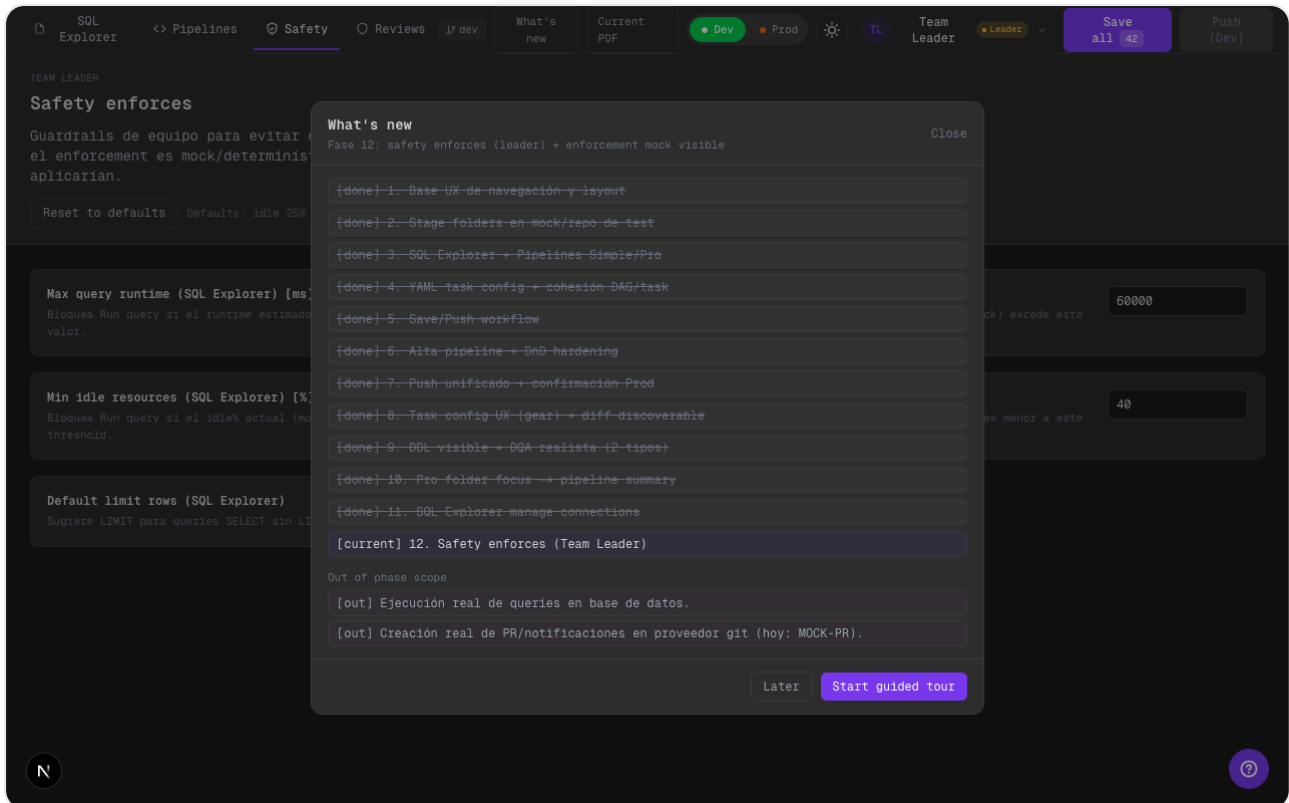 SQL
Explorer
<> Pipelines
Safety
Reviews
dev
What's
new
Current
PDF
Dev
Prod
TL
Team
Leader
Leader
Save
all 42
Push
(Dev)
TEAM LEADER
Safety enforces
Guardrails de equipo para evitar
el enforcement es mock/determinis
aplicarían.
Reset to defaults
Defaults: idle 25%
Max query runtime (SQL Explorer) [ms]
Bloquea Run query si el runtime estimado
valor.
ck) excede este
60000
Min idle resources (SQL Explorer) [%]
Bloquea Run query si el idle% actual (mo
threshold.
es menor a este
40
Default limit rows (SQL Explorer)
Sugiere LIMIT para queries SELECT sin LI
What's new
Fase 12: safety enforces (leader) + enforcement mock visible
Close
[done] 1. Base UX de navegación y layout
[done] 2. Stage folders en mock/repo de test
[done] 3. SQL Explorer + Pipelines Simple/Pro
[done] 4. YAML task config + cohesión DAG/task
[done] 5. Save/Push workflow
[done] 6. Alta pipeline + DnD hardening
[done] 7. Push unificado + confirmación Prod
[done] 8. Task config UX (gear) + diff discoverable
[done] 9. DDL visible + DQA realista (2 tipos)
[done] 10. Pro folder focus → pipeline summary
[done] 11. SQL Explorer manage connections
[current] 12. Safety enforces (Team Leader)
Out of phase scope
[out] Ejecución real de queries en base de datos.
[out] Creación real de PR/notificaciones en proveedor git (hoy: MOCK-PR).
Later
Start guided tour
N
?